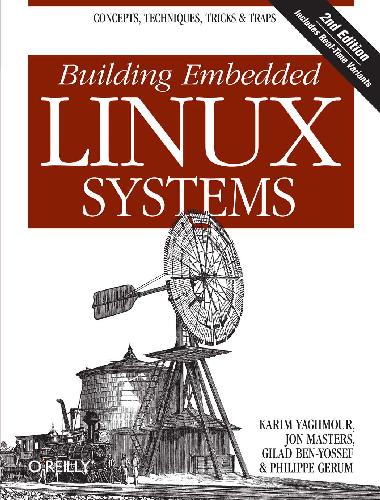 CONCEPTS, TECHNIQUES, TRICKS & TRAPS
2nd Edition
Includes Real-Time Variants
Building Embedded
LINUX
SYSTEMS
KARIM YAGHMOUR,
JON MASTERS,
GILAD BEN-YOSSEF
& PHILIPPE GERUM
O'REILLY